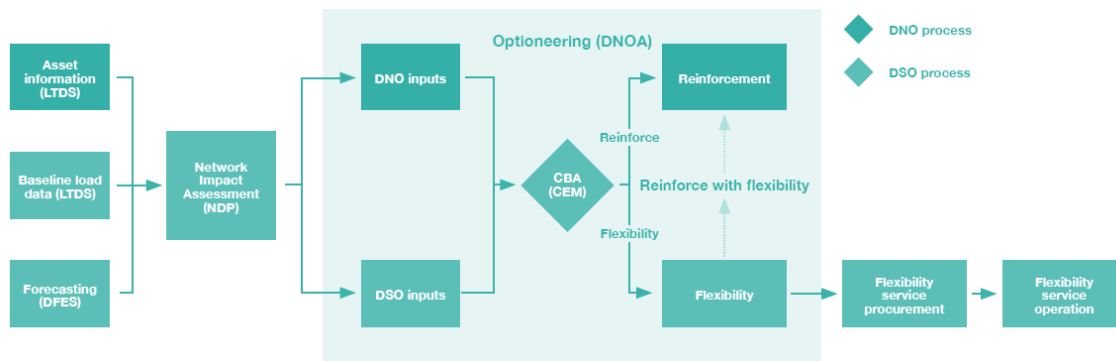 Asset
information
(LTDS)
Baseline load
data (LTDS)
Forecasting
(DFES)
Network
Impact
Assessment
(NDP)
Optioneering (DNOA)
DNO inputs
DSO inputs
CBA
(CEM)
Reinforce
Flexibility
Reinforcement
Reinforce with flexibility
Flexibility
Flexibility
service
procurement
Flexibility
service
operation
DNO process
DSO process